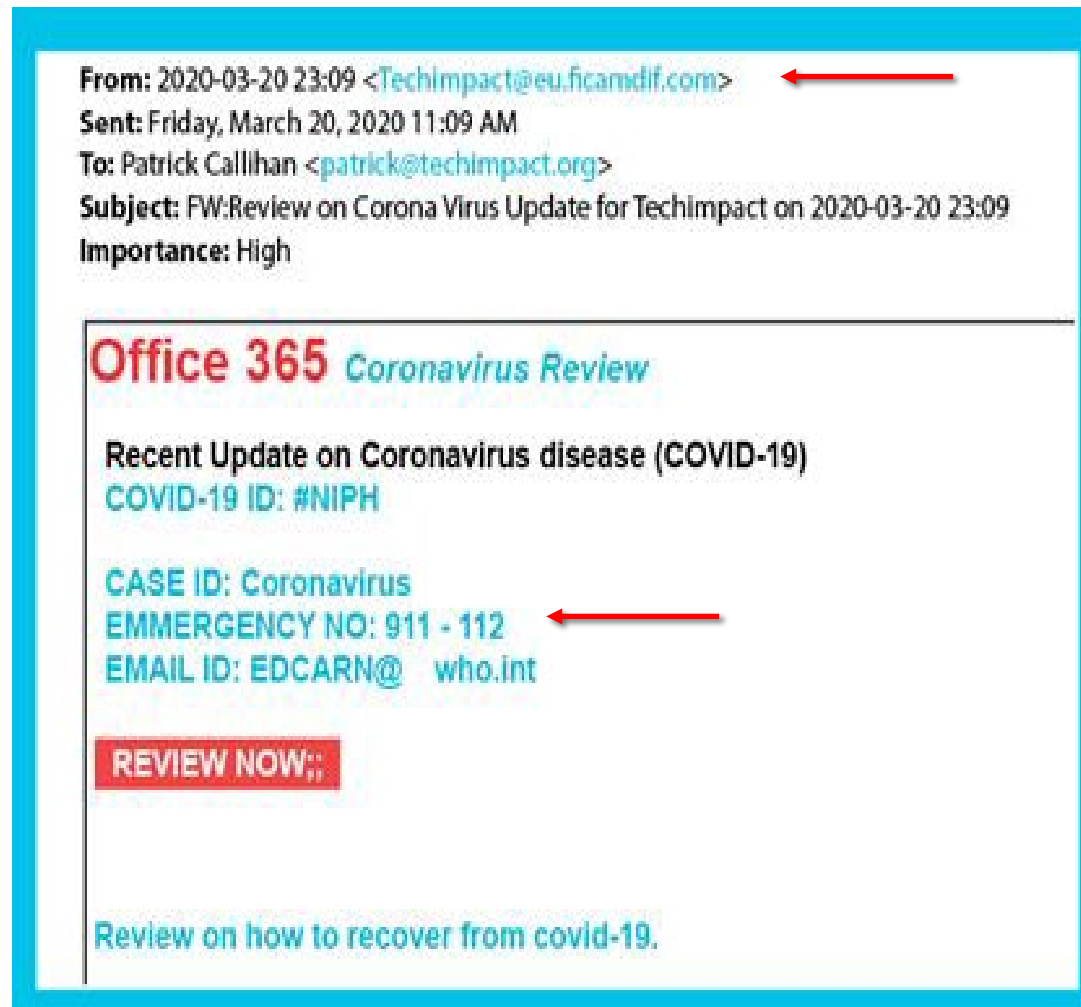 From: 2020-03-20 23:09 <Techimpact@eu.ficamidif.com>
Sent: Friday, March 20, 2020 11:09 AM
To: Patrick Callihan <patrick@techimpact.org>
Subject: FW:Review on Corona Virus Update for Techimpact on 2020-03-20 23:09
Importance: High
Office 365 Coronavirus Review
Recent Update on Coronavirus disease (COVID-19)
COVID-19 ID: #NIPH
CASE ID: Coronavirus
EMMERGENCY NO: 911 - 112
EMAIL ID: EDCARN@ who.int
REVIEW NOW;;
Review on how to recover from covid-19.